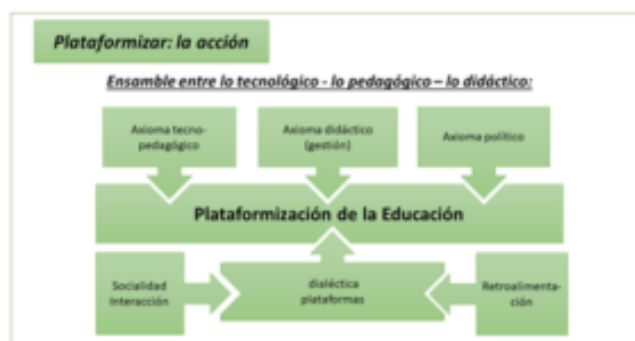 Plataformizar: la acción
Ensamble entre lo tecnológico - lo pedagógico – lo didáctico:
Axioma tecno-
pedagógico
Axioma didáctico
(gestión)
Axioma político
Plataformización de la Educación
Socialidad
Interacción
dialéctica
plataformas
Retroalimenta-
ción